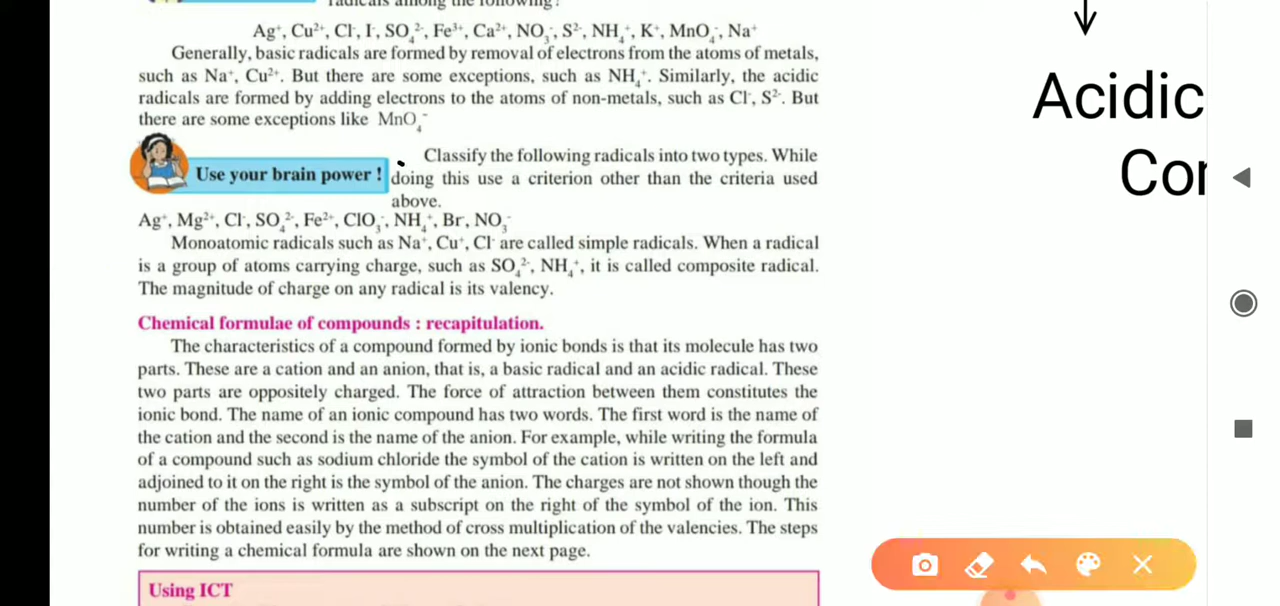 radicals among the following?
Ag⁺, Cu²⁺, Cl⁻, I⁻, SO₄²⁻, Fe³⁺, Ca²⁺, NO₃⁻, S²⁻, NH₄⁺, K⁺, MnO₄⁻, Na⁺
Generally, basic radicals are formed by removal of electrons from the atoms of metals,
such as Na⁺, Cu²⁺. But there are some exceptions, such as NH₄⁺. Similarly, the acidic
radicals are formed by adding electrons to the atoms of non-metals, such as Cl⁻, S²⁻. But
there are some exceptions like MnO₄⁻
Use your brain power !
Classify the following radicals into two types. While
doing this use a criterion other than the criteria used
above.
Ag⁺, Mg²⁺, Cl⁻, SO₄²⁻, Fe²⁺, ClO₃⁻, NH₄⁺, Br⁻, NO₃⁻
Monoatomic radicals such as Na⁺, Cu⁺, Cl⁻ are called simple radicals. When a radical
is a group of atoms carrying charge, such as SO₄²⁻, NH₄⁺, it is called composite radical.
The magnitude of charge on any radical is its valency.
Chemical formulae of compounds : recapitulation.
The characteristics of a compound formed by ionic bonds is that its molecule has two
parts. These are a cation and an anion, that is, a basic radical and an acidic radical. These
two parts are oppositely charged. The force of attraction between them constitutes the
ionic bond. The name of an ionic compound has two words. The first word is the name of
the cation and the second is the name of the anion. For example, while writing the formula
of a compound such as sodium chloride the symbol of the cation is written on the left and
adjoined to it on the right is the symbol of the anion. The charges are not shown though the
number of the ions is written as a subscript on the right of the symbol of the ion. This
number is obtained easily by the method of cross multiplication of the valencies. The steps
for writing a chemical formula are shown on the next page.
Using ICT
Acidic
Cor